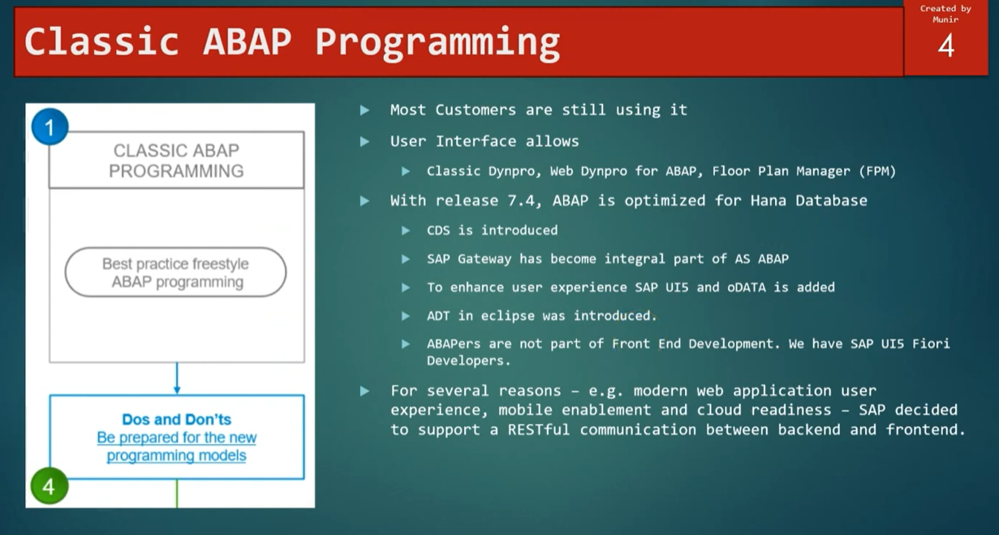 Classic ABAP Programming
Created by
Munir
4
1
CLASSIC ABAP
PROGRAMMING
Best practice freestyle
ABAP programming
Dos and Don'ts
Be prepared for the new
programming models
4
Most Customers are still using it
User Interface allows
Classic Dynpro, Web Dynpro for ABAP, Floor Plan Manager (FPM)
With release 7.4, ABAP is optimized for Hana Database
CDS is introduced
SAP Gateway has become integral part of AS ABAP
To enhance user experience SAP UI5 and oDATA is added
ADT in eclipse was introduced.
ABAPers are not part of Front End Development. We have SAP UI5 Fiori
Developers.
For several reasons – e.g. modern web application user
experience, mobile enablement and cloud readiness – SAP decided
to support a RESTful communication between backend and frontend.